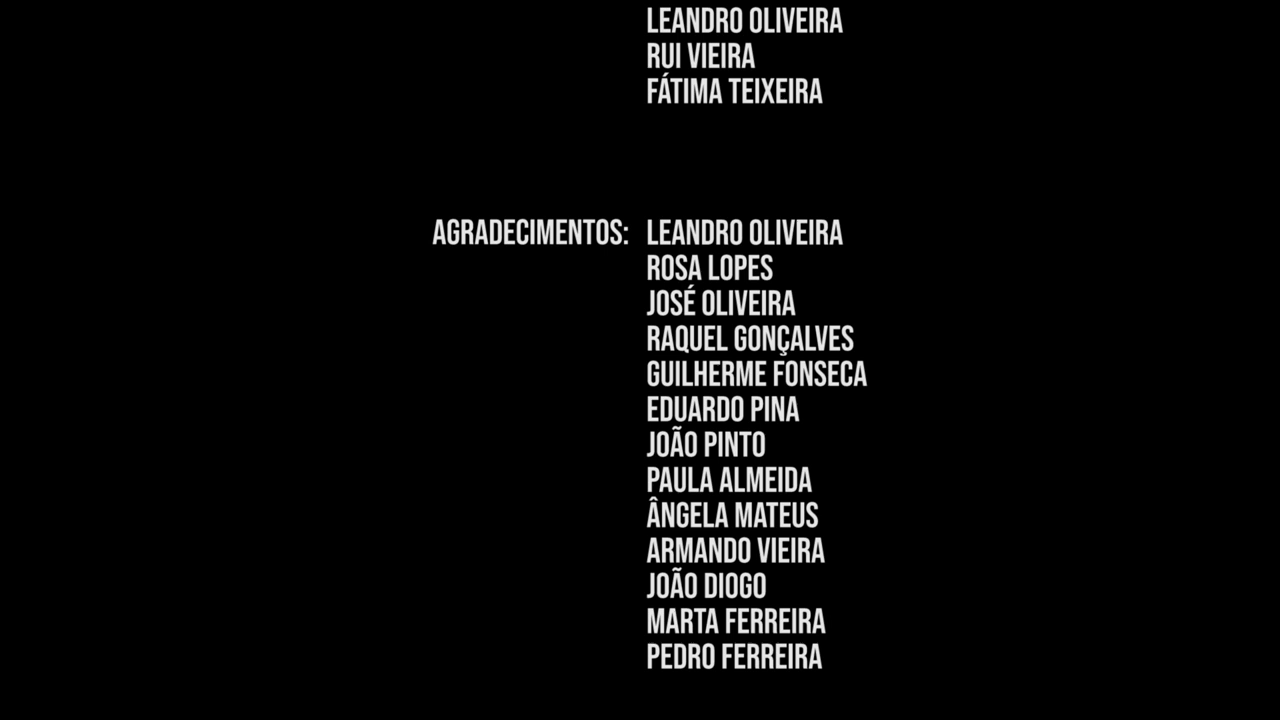 LEANDRO OLIVEIRA
RUI VIEIRA
FÁTIMA TEIXEIRA
AGRADECIMENTOS: LEANDRO OLIVEIRA
ROSA LOPES
JOSÉ OLIVEIRA
RAQUEL GONÇALVES
GUILHERME FONSECA
EDUARDO PINA
JOÃO PINTO
PAULA ALMEIDA
ÂNGELA MATEUS
ARMANDO VIEIRA
JOÃO DIOGO
MARTA FERREIRA
PEDRO FERREIRA